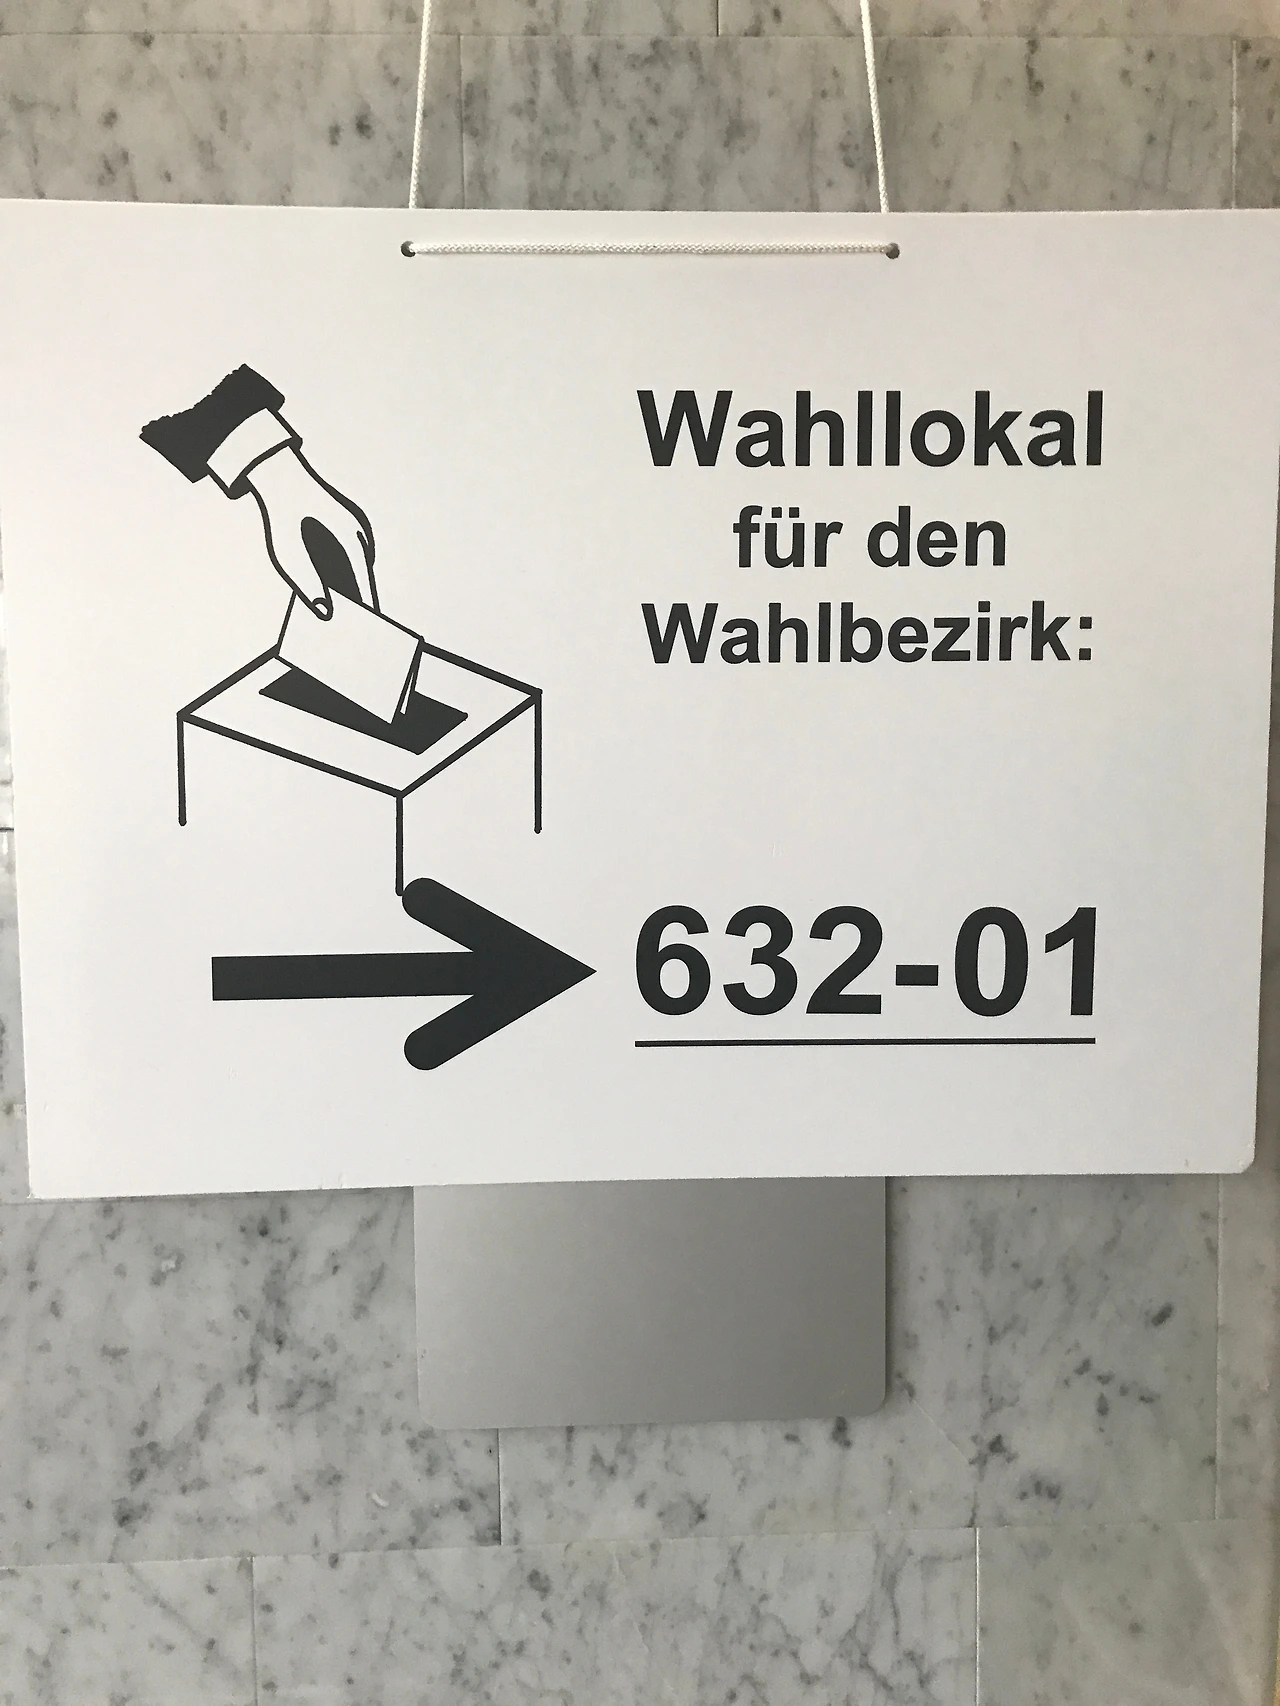 Wahllokal
für den
Wahlbezirk:
632-01